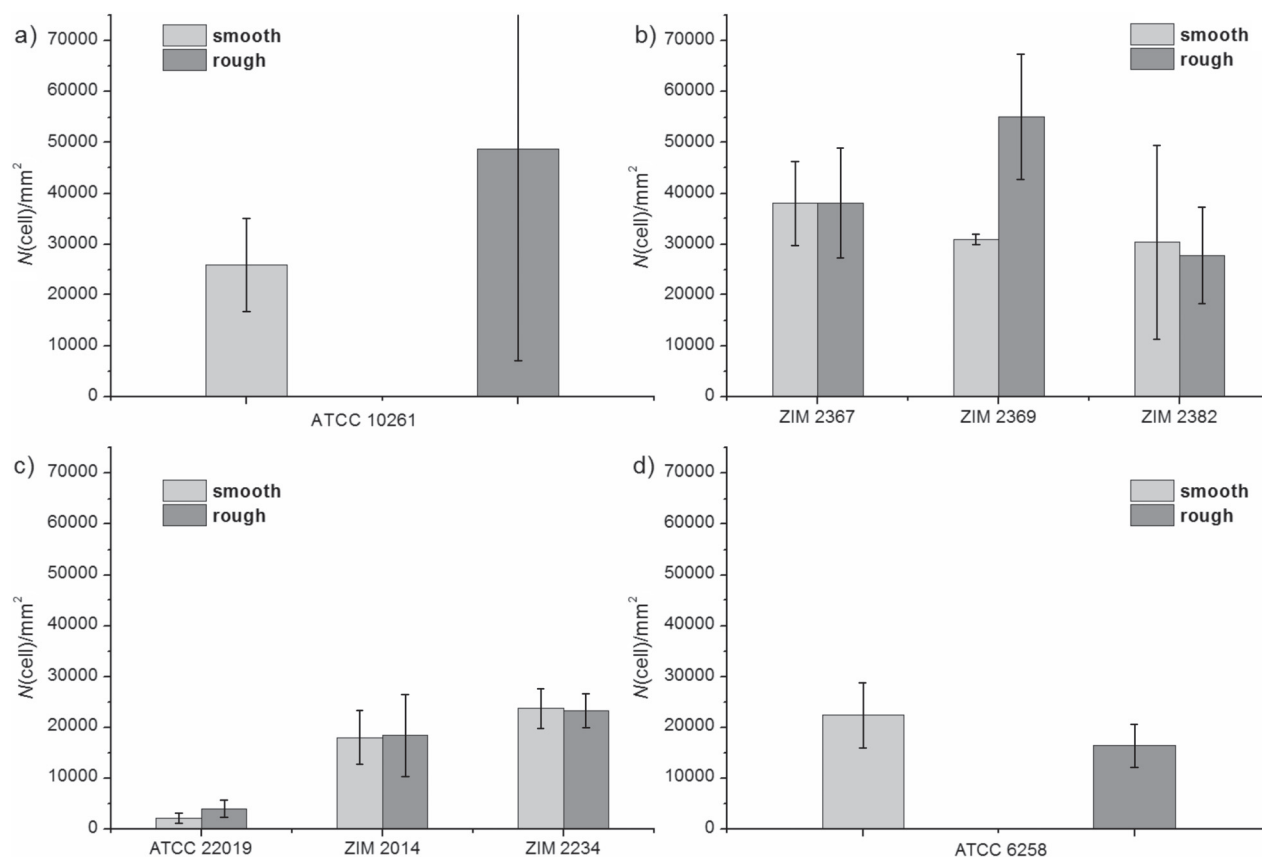 a)
smooth
rough
70000
60000
50000
40000
30000
20000
10000
0
N(cell)/mm²
ATCC 10261
b)
smooth
rough
70000
60000
50000
40000
30000
20000
10000
0
N(cell)/mm²
ZIM 2367 ZIM 2369 ZIM 2382
c)
smooth
rough
70000
60000
50000
40000
30000
20000
10000
0
N(cell)/mm²
ATCC 22019 ZIM 2014 ZIM 2234
d)
smooth
rough
70000
60000
50000
40000
30000
20000
10000
0
N(cell)/mm²
ATCC 6258